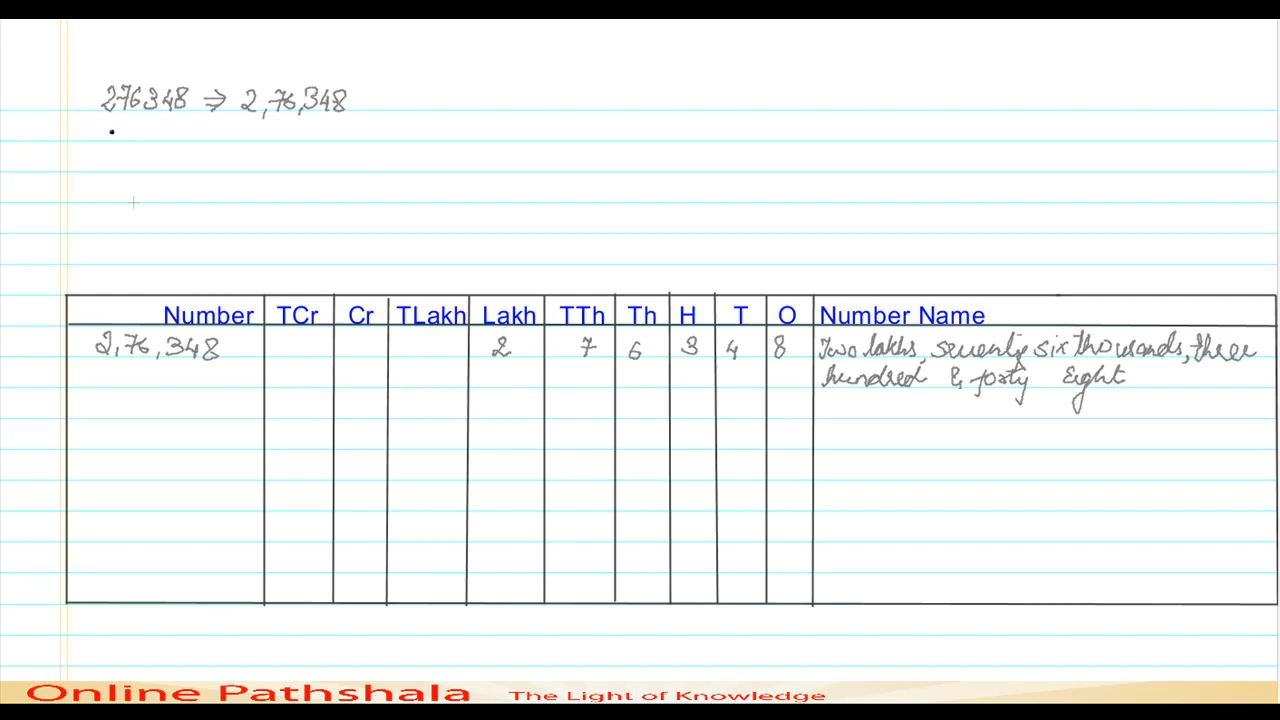 276348 ⇒ 2,76,348
Number TCr Cr TLakh Lakh TTh Th H T O Number Name
2,76,348 2 7 6 3 4 8 Two lakhs, seventy six thousands, three
hundred & forty Eight
Online Pathshala The Light of Knowledge